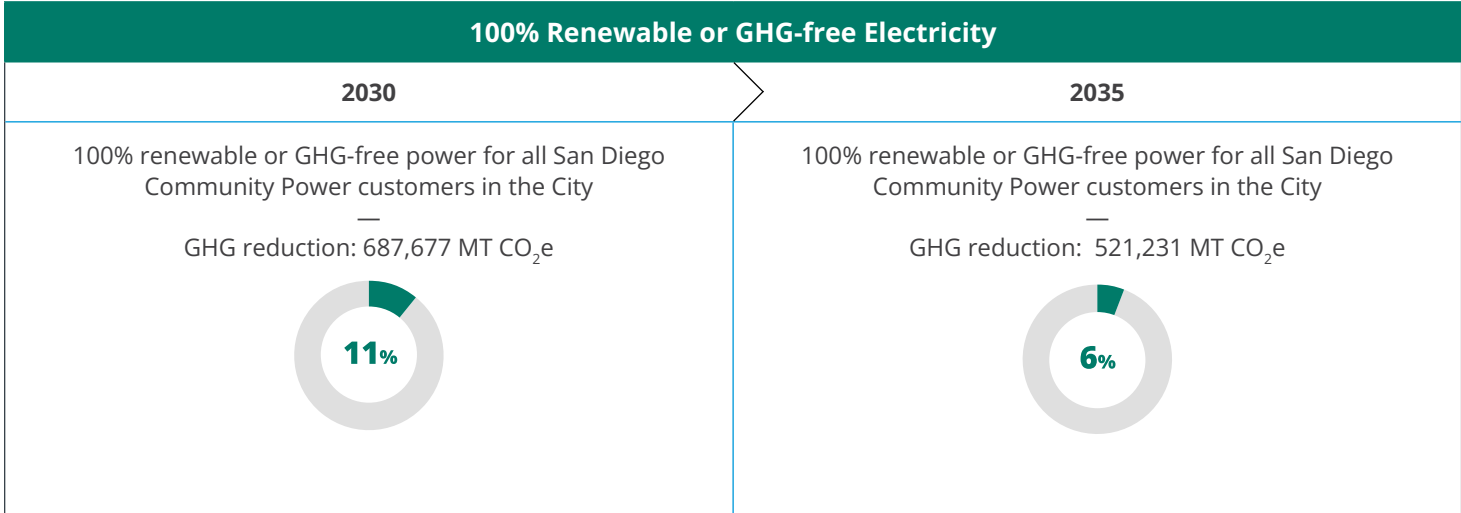 100% Renewable or GHG-free Electricity
2030
100% renewable or GHG-free power for all San Diego
Community Power customers in the City
—
GHG reduction: 687,677 MT CO₂e
11%
2035
100% renewable or GHG-free power for all San Diego
Community Power customers in the City
—
GHG reduction:  521,231 MT CO₂e
6%